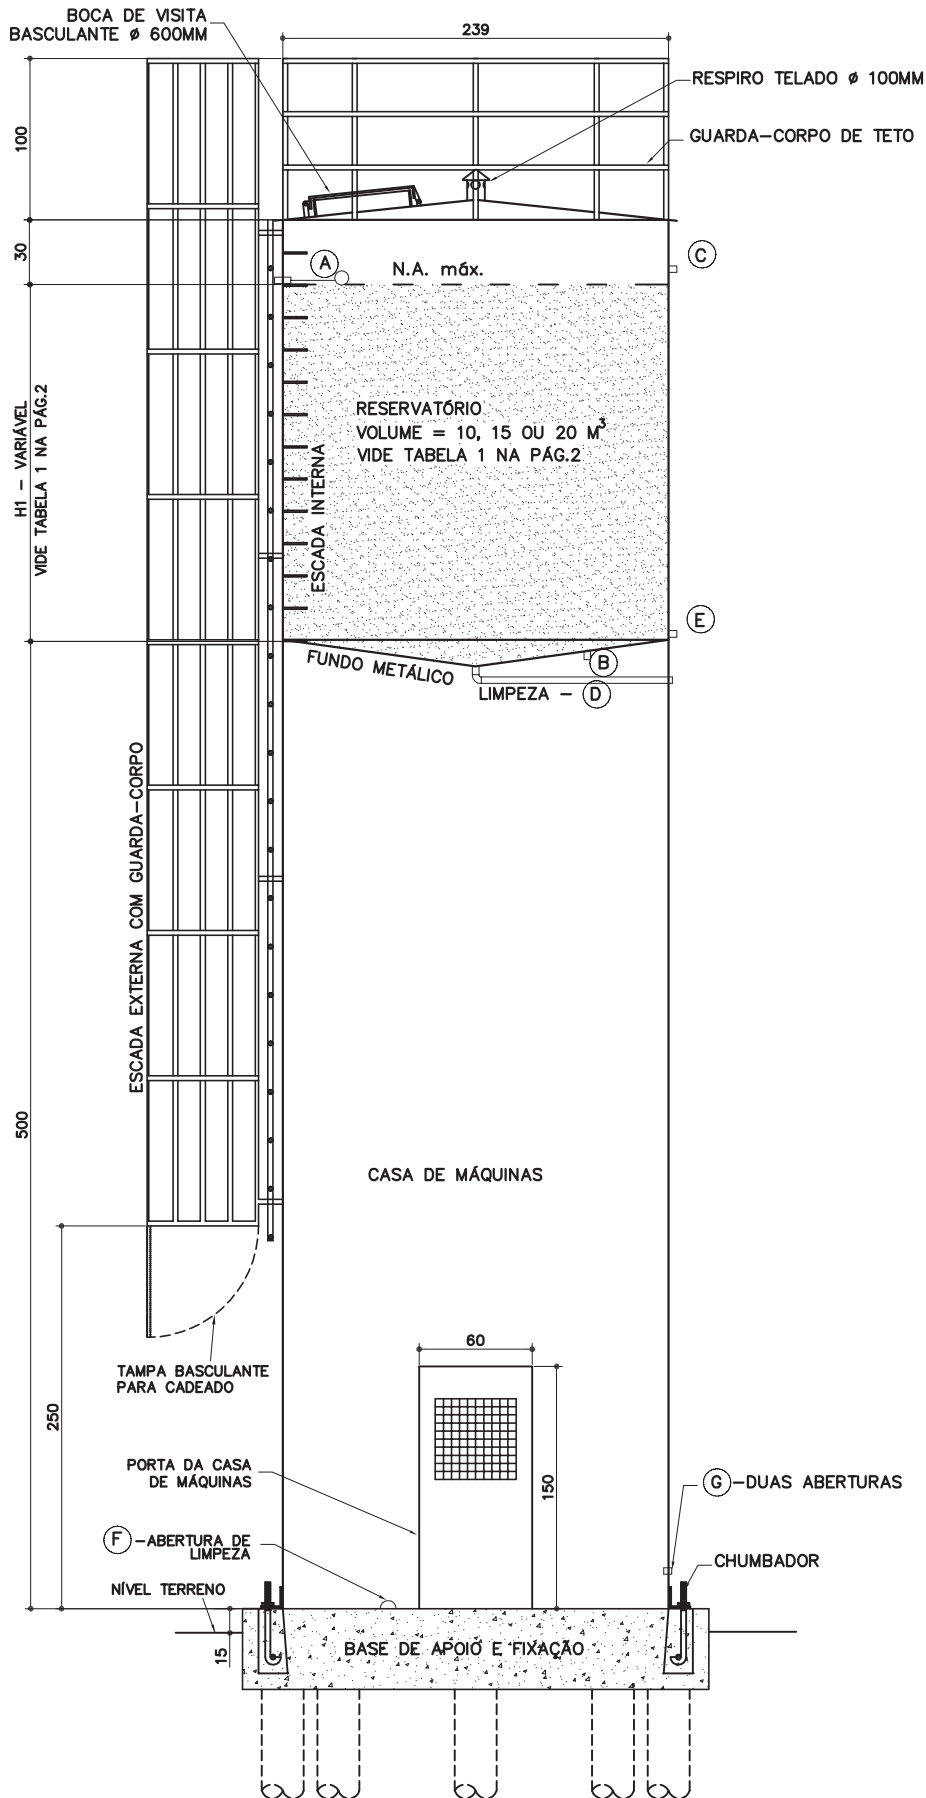 BOCA DE VISITA
BASCULANTE ø 600MM
239
RESPIRO TELADO ø 100MM
GUARDA-CORPO DE TETO
100
30
A
N.A. máx.
C
H1 - VARIÁVEL
VIDE TABELA 1 NA PÁG.2
RESERVATÓRIO
VOLUME = 10, 15 OU 20 M³
VIDE TABELA 1 NA PÁG.2
ESCADA INTERNA
E
FUNDO METÁLICO
B
LIMPEZA - D
ESCADA EXTERNA COM GUARDA-CORPO
500
CASA DE MÁQUINAS
60
TAMPA BASCULANTE
PARA CADEADO
250
150
PORTA DA CASA
DE MÁQUINAS
G -DUAS ABERTURAS
F -ABERTURA DE
LIMPEZA
CHUMBADOR
NÍVEL TERRENO
15
BASE DE APOIO E FIXAÇÃO